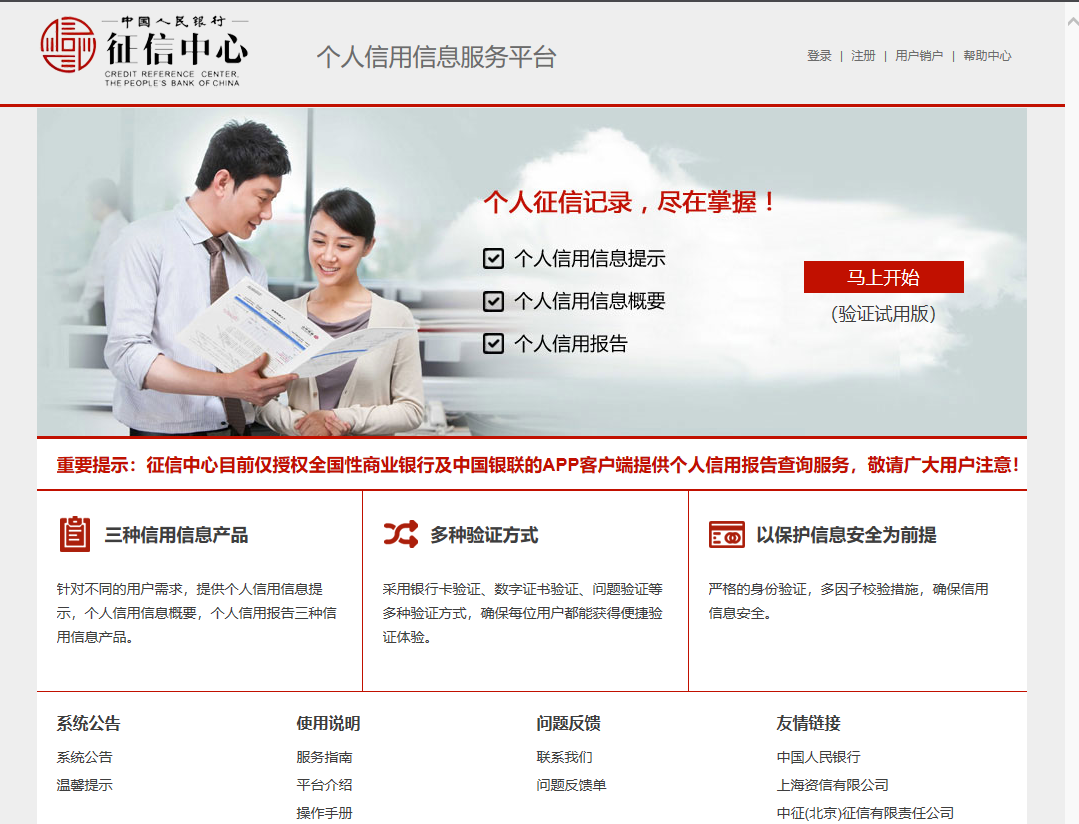 中国人民银行
征信中心
CREDIT REFERENCE CENTER,
THE PEOPLE'S BANK OF CHINA
个人信用信息服务平台
登录 | 注册 | 用户销户 | 帮助中心
个人征信记录，尽在掌握！
个人信用信息提示
个人信用信息概要
个人信用报告
马上开始
(验证试用版)
重要提示：征信中心目前仅授权全国性商业银行及中国银联的APP客户端提供个人信用报告查询服务，敬请广大用户注意！
三种信用信息产品
针对不同的用户需求，提供个人信用信息提
示，个人信用信息概要，个人信用报告三种信
用信息产品。
多种验证方式
采用银行卡验证、数字证书验证、问题验证等
多种验证方式，确保每位用户都能获得便捷验
证体验。
以保护信息安全为前提
严格的身份验证，多因子校验措施，确保信用
信息安全。
系统公告
系统公告
温馨提示
使用说明
服务指南
平台介绍
操作手册
问题反馈
联系我们
问题反馈单
友情链接
中国人民银行
上海资信有限公司
中征(北京)征信有限责任公司